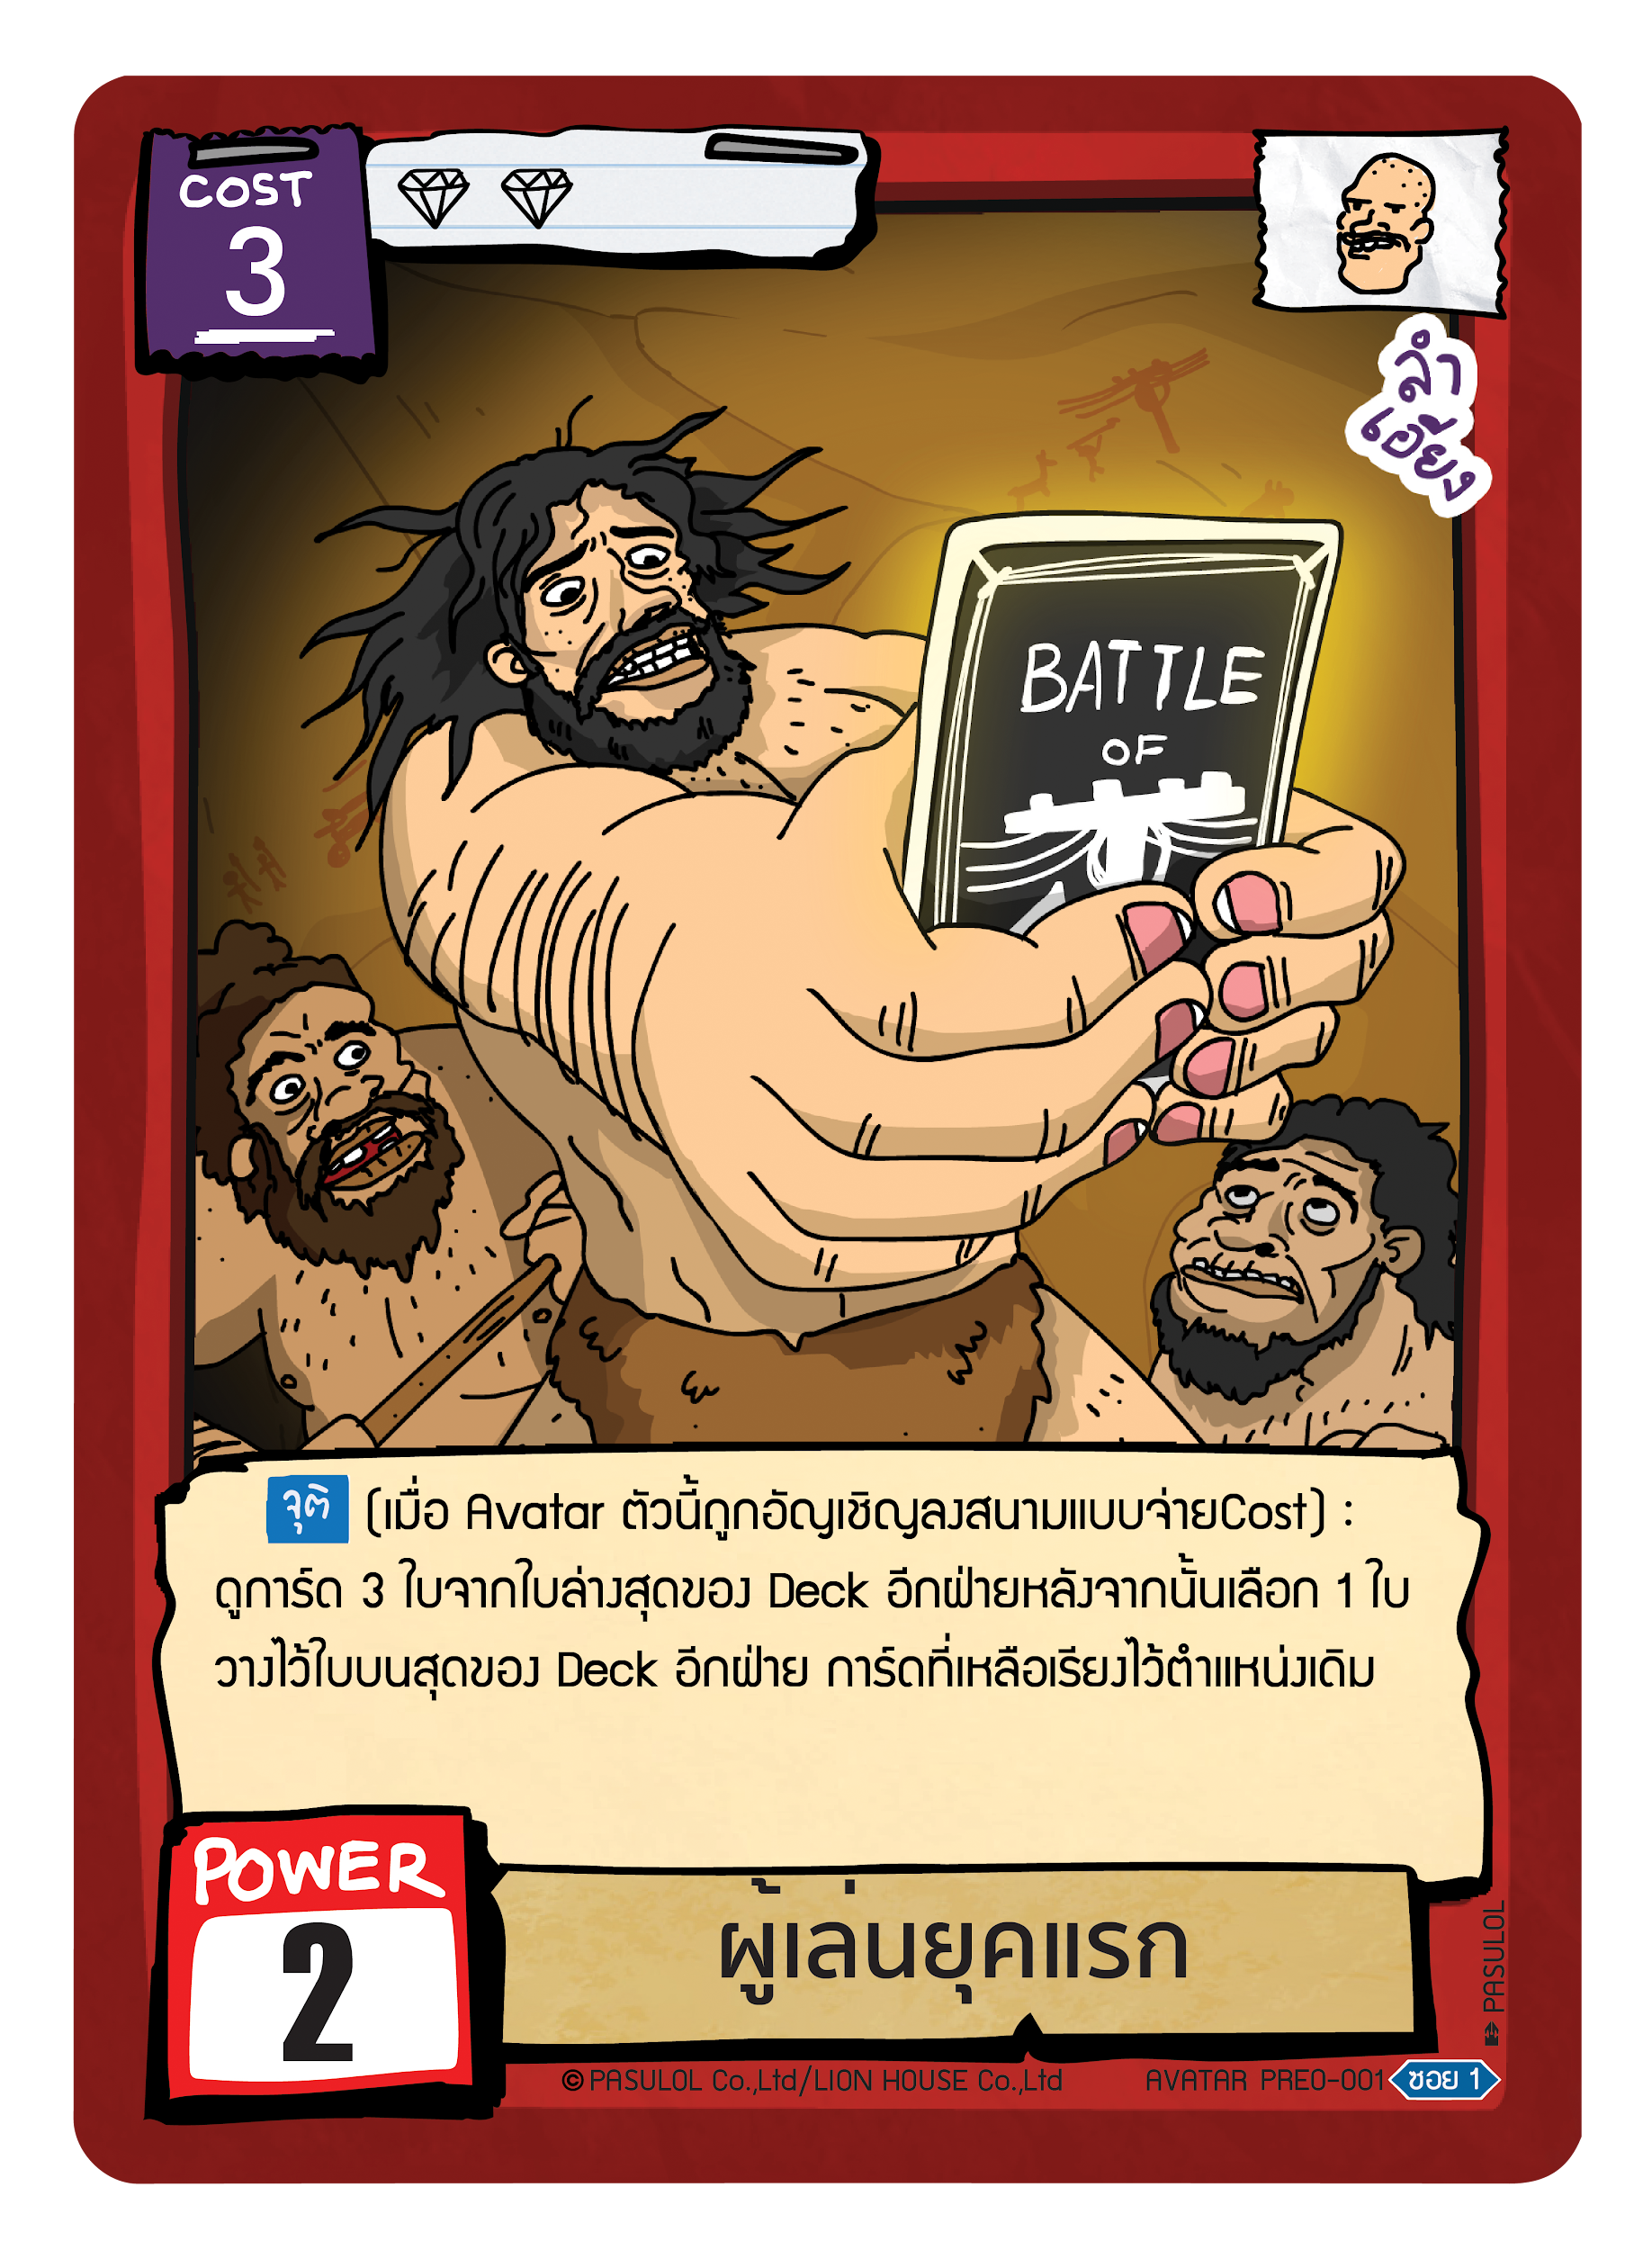 COST
3
ลำ
เอียง
BATTLE
OF
จุติ (เมื่อ Avatar ตัวนี้ถูกอัญเชิญลงสนามแบบจ่ายCost) :
ดูการ์ด 3 ใบจากใบล่างสุดของ Deck อีกฝ่ายหลังจากนั้นเลือก 1 ใบ
วางไว้ใบบนสุดของ Deck อีกฝ่าย การ์ดที่เหลือเรียงไว้ตำแหน่งเดิม
POWER
2
ผู้เล่นยุคแรก
PASULOL
© PASULOL Co.,Ltd/LION HOUSE Co.,Ltd
AVATAR PRE0-001 ซอย 1